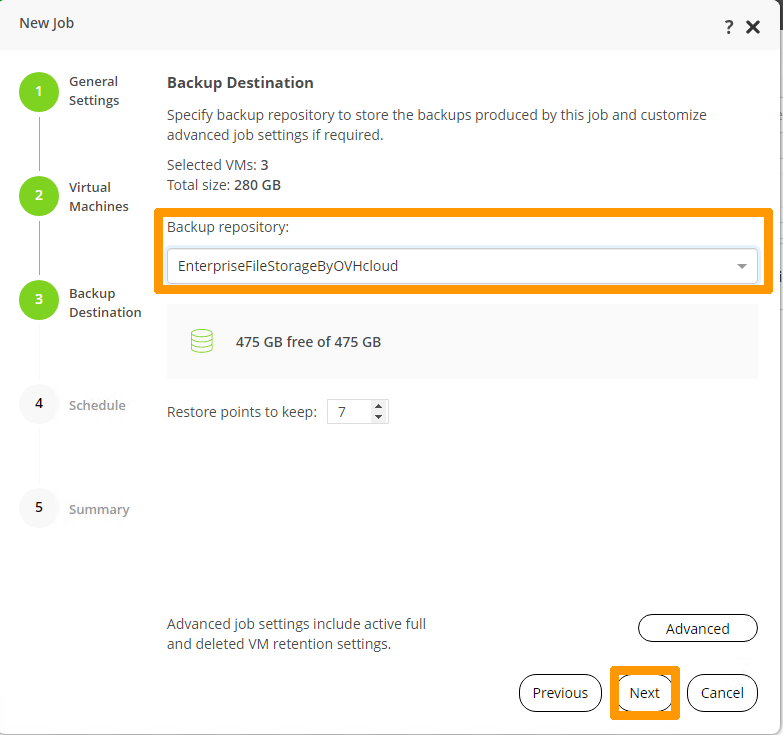 New Job
?
1
General
Settings
2
Virtual
Machines
3
Backup
Destination
4
Schedule
5
Summary
Backup Destination
Specify backup repository to store the backups produced by this job and customize
advanced job settings if required.
Selected VMs: 3
Total size: 280 GB
Backup repository:
EnterpriseFileStorageByOVHcloud
475 GB free of 475 GB
Restore points to keep: 7
Advanced job settings include active full
and deleted VM retention settings.
Advanced
Previous
Next
Cancel